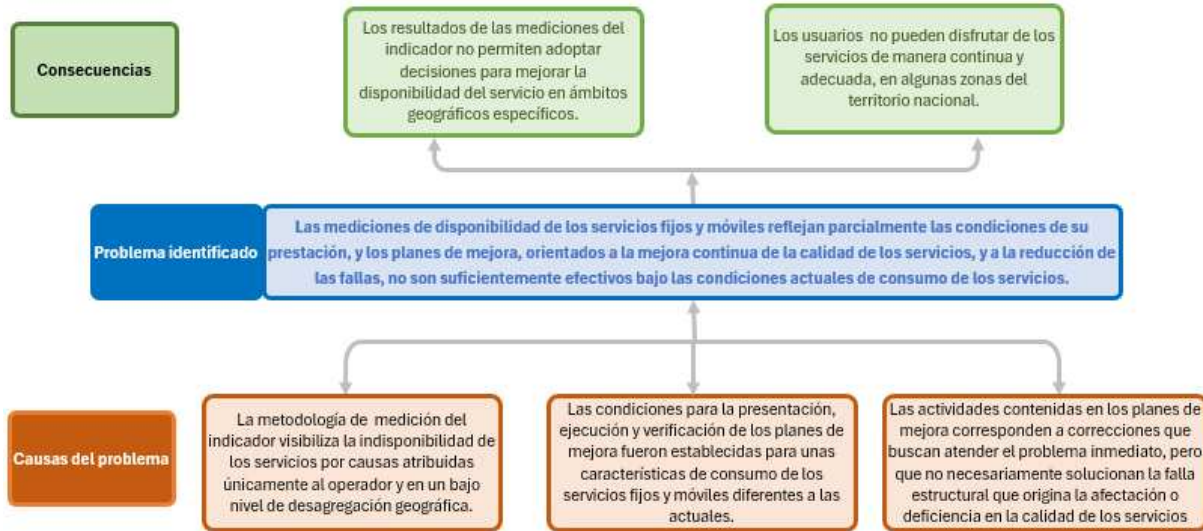 Consecuencias
Los resultados de las mediciones del
indicador no permiten adoptar
decisiones para mejorar la
disponibilidad del servicio en ámbitos
geográficos específicos.
Los usuarios no pueden disfrutar de los
servicios de manera continua y
adecuada, en algunas zonas del
territorio nacional.
Problema identificado
Las mediciones de disponibilidad de los servicios fijos y móviles reflejan parcialmente las condiciones de su
prestación, y los planes de mejora, orientados a la mejora continua de la calidad de los servicios, y a la reducción de
las fallas, no son suficientemente efectivos bajo las condiciones actuales de consumo de los servicios.
Causas del problema
La metodología de medición del
indicador visibiliza la indisponibilidad de
los servicios por causas atribuidas
únicamente al operador y en un bajo
nivel de desagregación geográfica.
Las condiciones para la presentación,
ejecución y verificación de los planes de
mejora fueron establecidas para unas
características de consumo de los
servicios fijos y móviles diferentes a las
actuales.
Las actividades contenidas en los planes de
mejora corresponden a correcciones que
buscan atender el problema inmediato, pero
que no necesariamente solucionan la falla
estructural que origina la afectación o
deficiencia en la calidad de los servicios